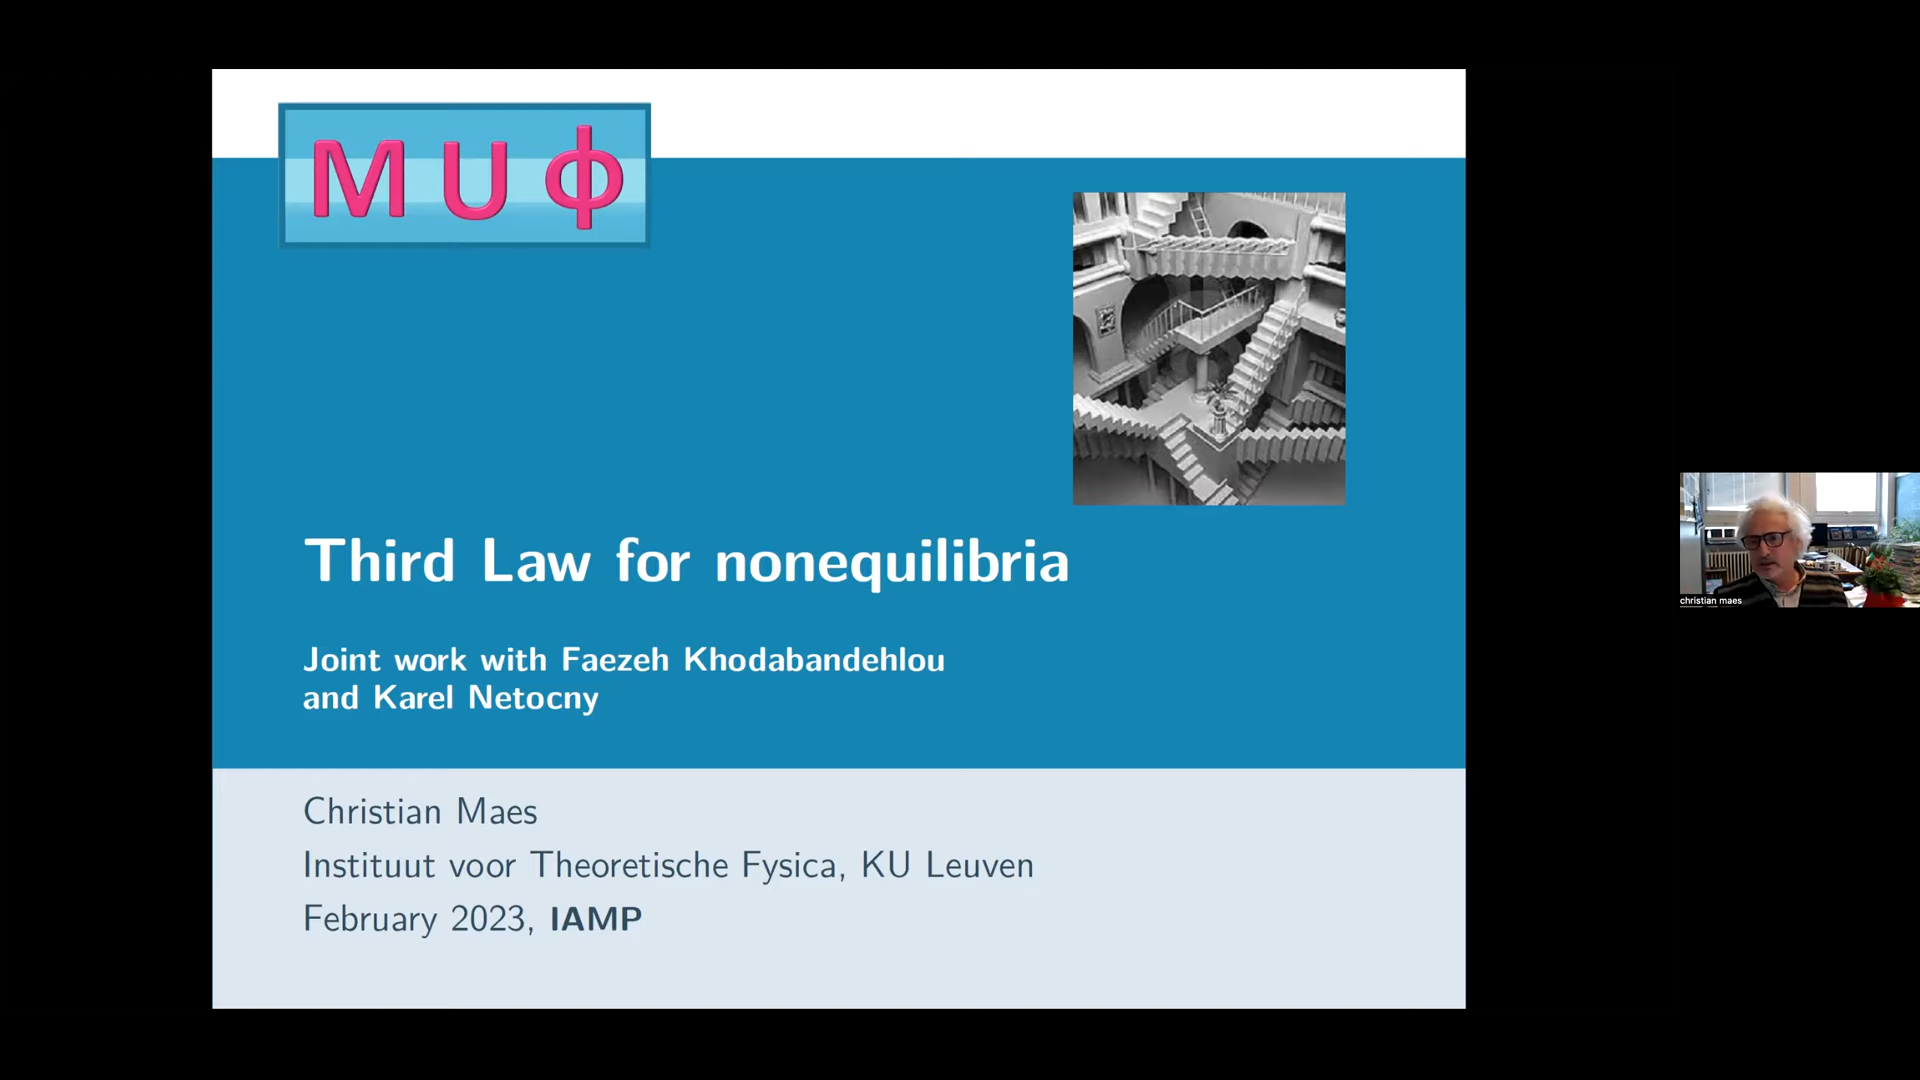 M U Φ
Third Law for nonequilibria
Joint work with Faezeh Khodabandehlou
and Karel Netocny
Christian Maes
Instituut voor Theoretische Fysica, KU Leuven
February 2023, IAMP
christian maes